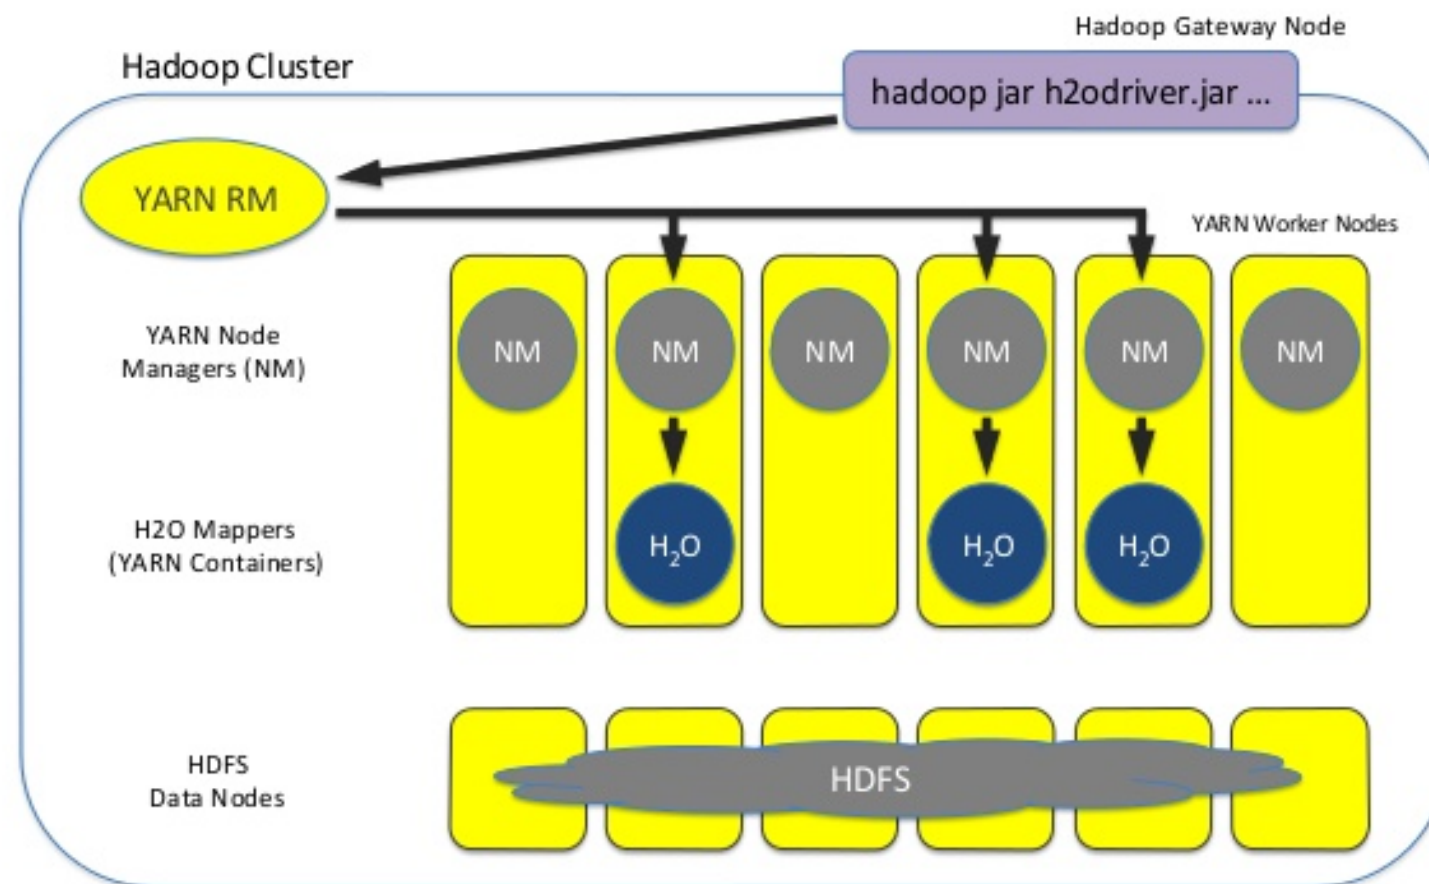 Hadoop Gateway Node
Hadoop Cluster
hadoop jar h2odriver.jar ...
YARN RM
YARN Worker Nodes
YARN Node
Managers (NM)
NM NM NM NM NM NM
H2O Mappers
(YARN Containers)
H₂O H₂O H₂O
HDFS
Data Nodes
HDFS